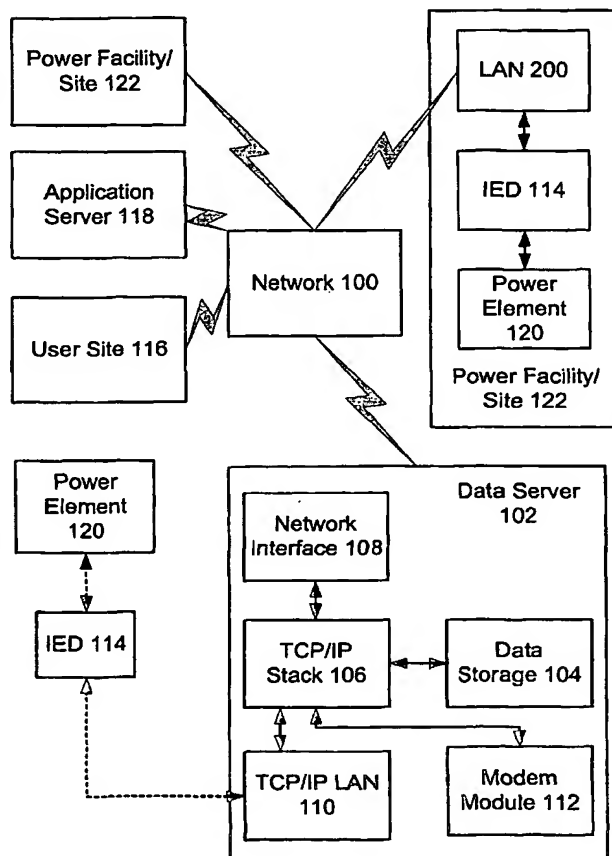 Power Facility/
Site 122
Application
Server 118
User Site 116
Network 100
LAN 200
IED 114
Power
Element
120
Power Facility/
Site 122
Power
Element
120
IED 114
Data Server
102
Network
Interface 108
TCP/IP
Stack 106
Data
Storage 104
TCP/IP LAN
110
Modem
Module 112